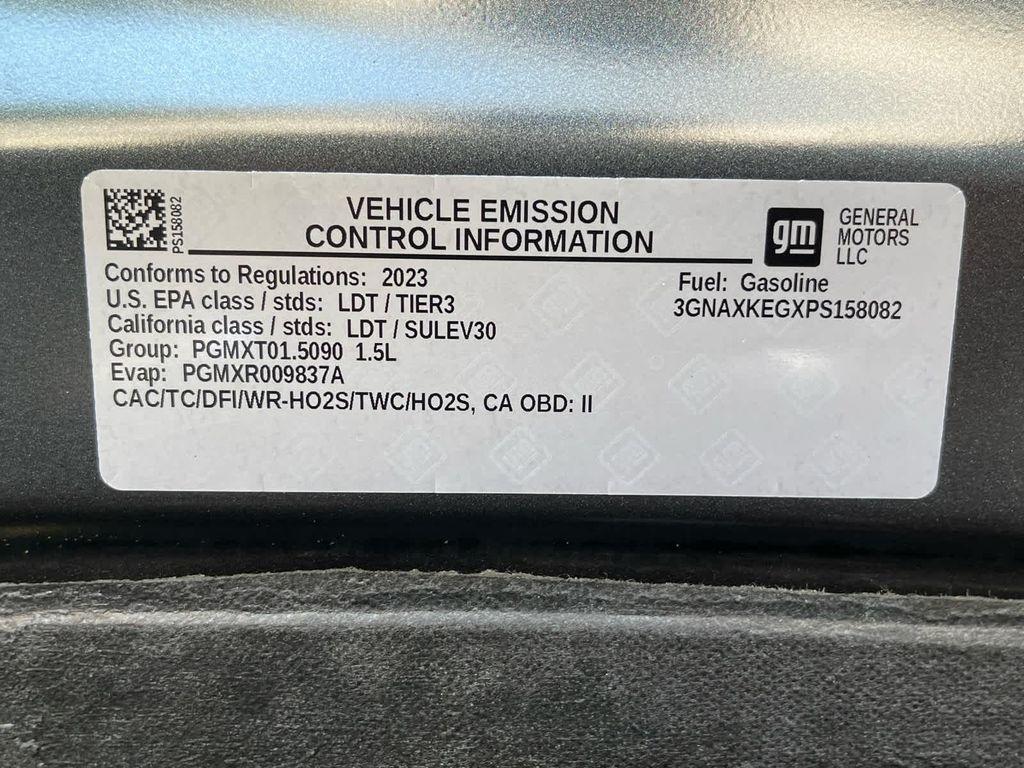 PS158082
VEHICLE EMISSION
CONTROL INFORMATION
gm
GENERAL
MOTORS
LLC
Conforms to Regulations: 2023
Fuel: Gasoline
U.S. EPA class / stds: LDT / TIER3
3GNAXKEGXPS158082
California class / stds: LDT / SULEV30
Group: PGMXT01.5090 1.5L
Evap: PGMXR009837A
CAC/TC/DFI/WR-HO2S/TWC/HO2S, CA OBD: II